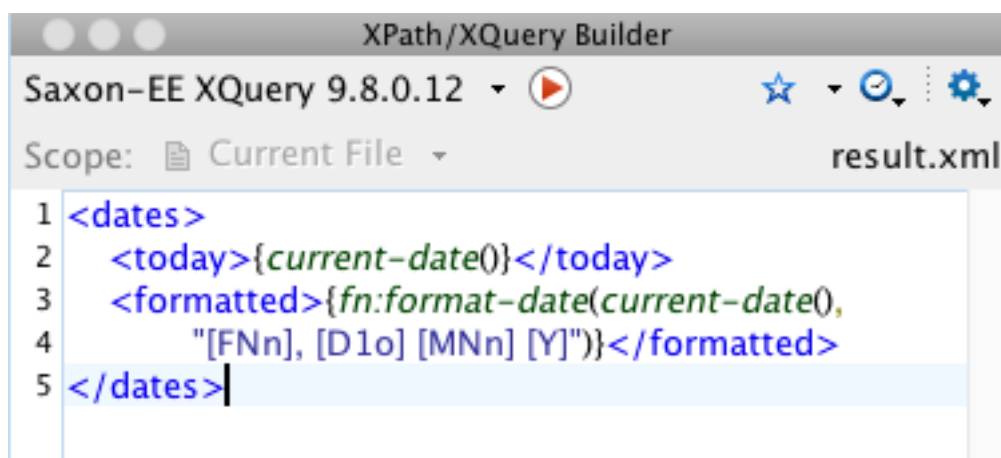 XPath/XQuery Builder
Saxon-EE XQuery 9.8.0.12
Scope: Current File result.xml
1 <dates>
2 <today>{current-date()}</today>
3 <formatted>{fn:format-date(current-date(),
4 "[FNn], [D1o] [MNn] [Y]")}</formatted>
5 </dates>